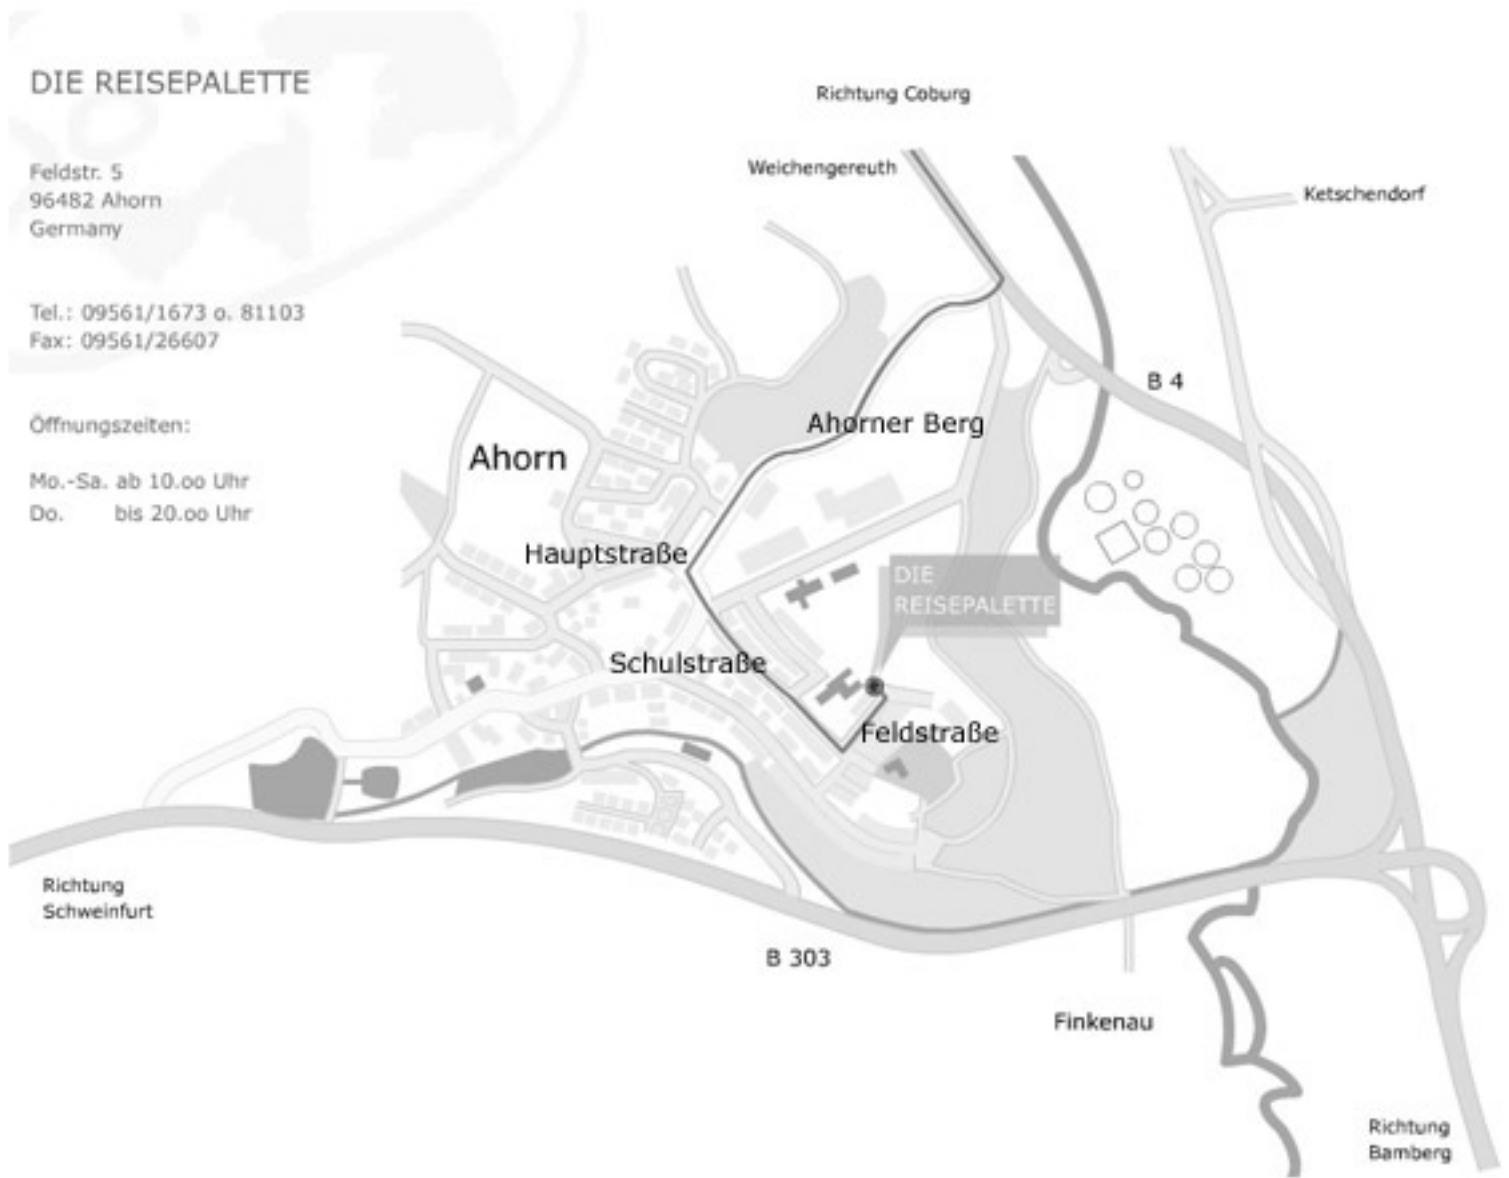 DIE REISEPALETTE
Feldstr. 5
96482 Ahorn
Germany
Tel.: 09561/1673 o. 81103
Fax: 09561/26607
Öffnungszeiten:
Mo.-Sa. ab 10.oo Uhr
Do. bis 20.oo Uhr
Richtung Coburg
Weichengereuth
Ketschendorf
B 4
Ahorner Berg
Ahorn
Hauptstraße
DIE
REISEPALETTE
Schulstraße
Feldstraße
Richtung
Schweinfurt
B 303
Finkenau
Richtung
Bamberg